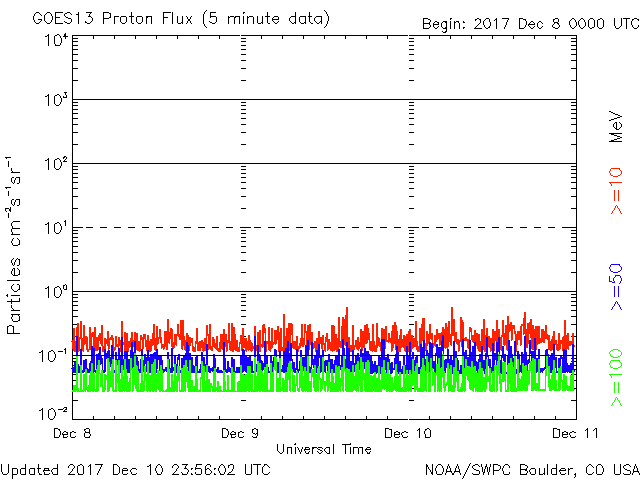 GOES13 Proton Flux (5 minute data)
Begin: 2017 Dec 8 0000 UTC
10⁴
10³
10²
10¹
10⁰
10⁻¹
10⁻²
Particles cm⁻²s⁻¹sr⁻¹
MeV
>=10
>=50
>=100
Dec 8
Dec 9
Dec 10
Dec 11
Universal Time
Updated 2017 Dec 10 23:56:02 UTC
NOAA/SWPC Boulder, CO USA